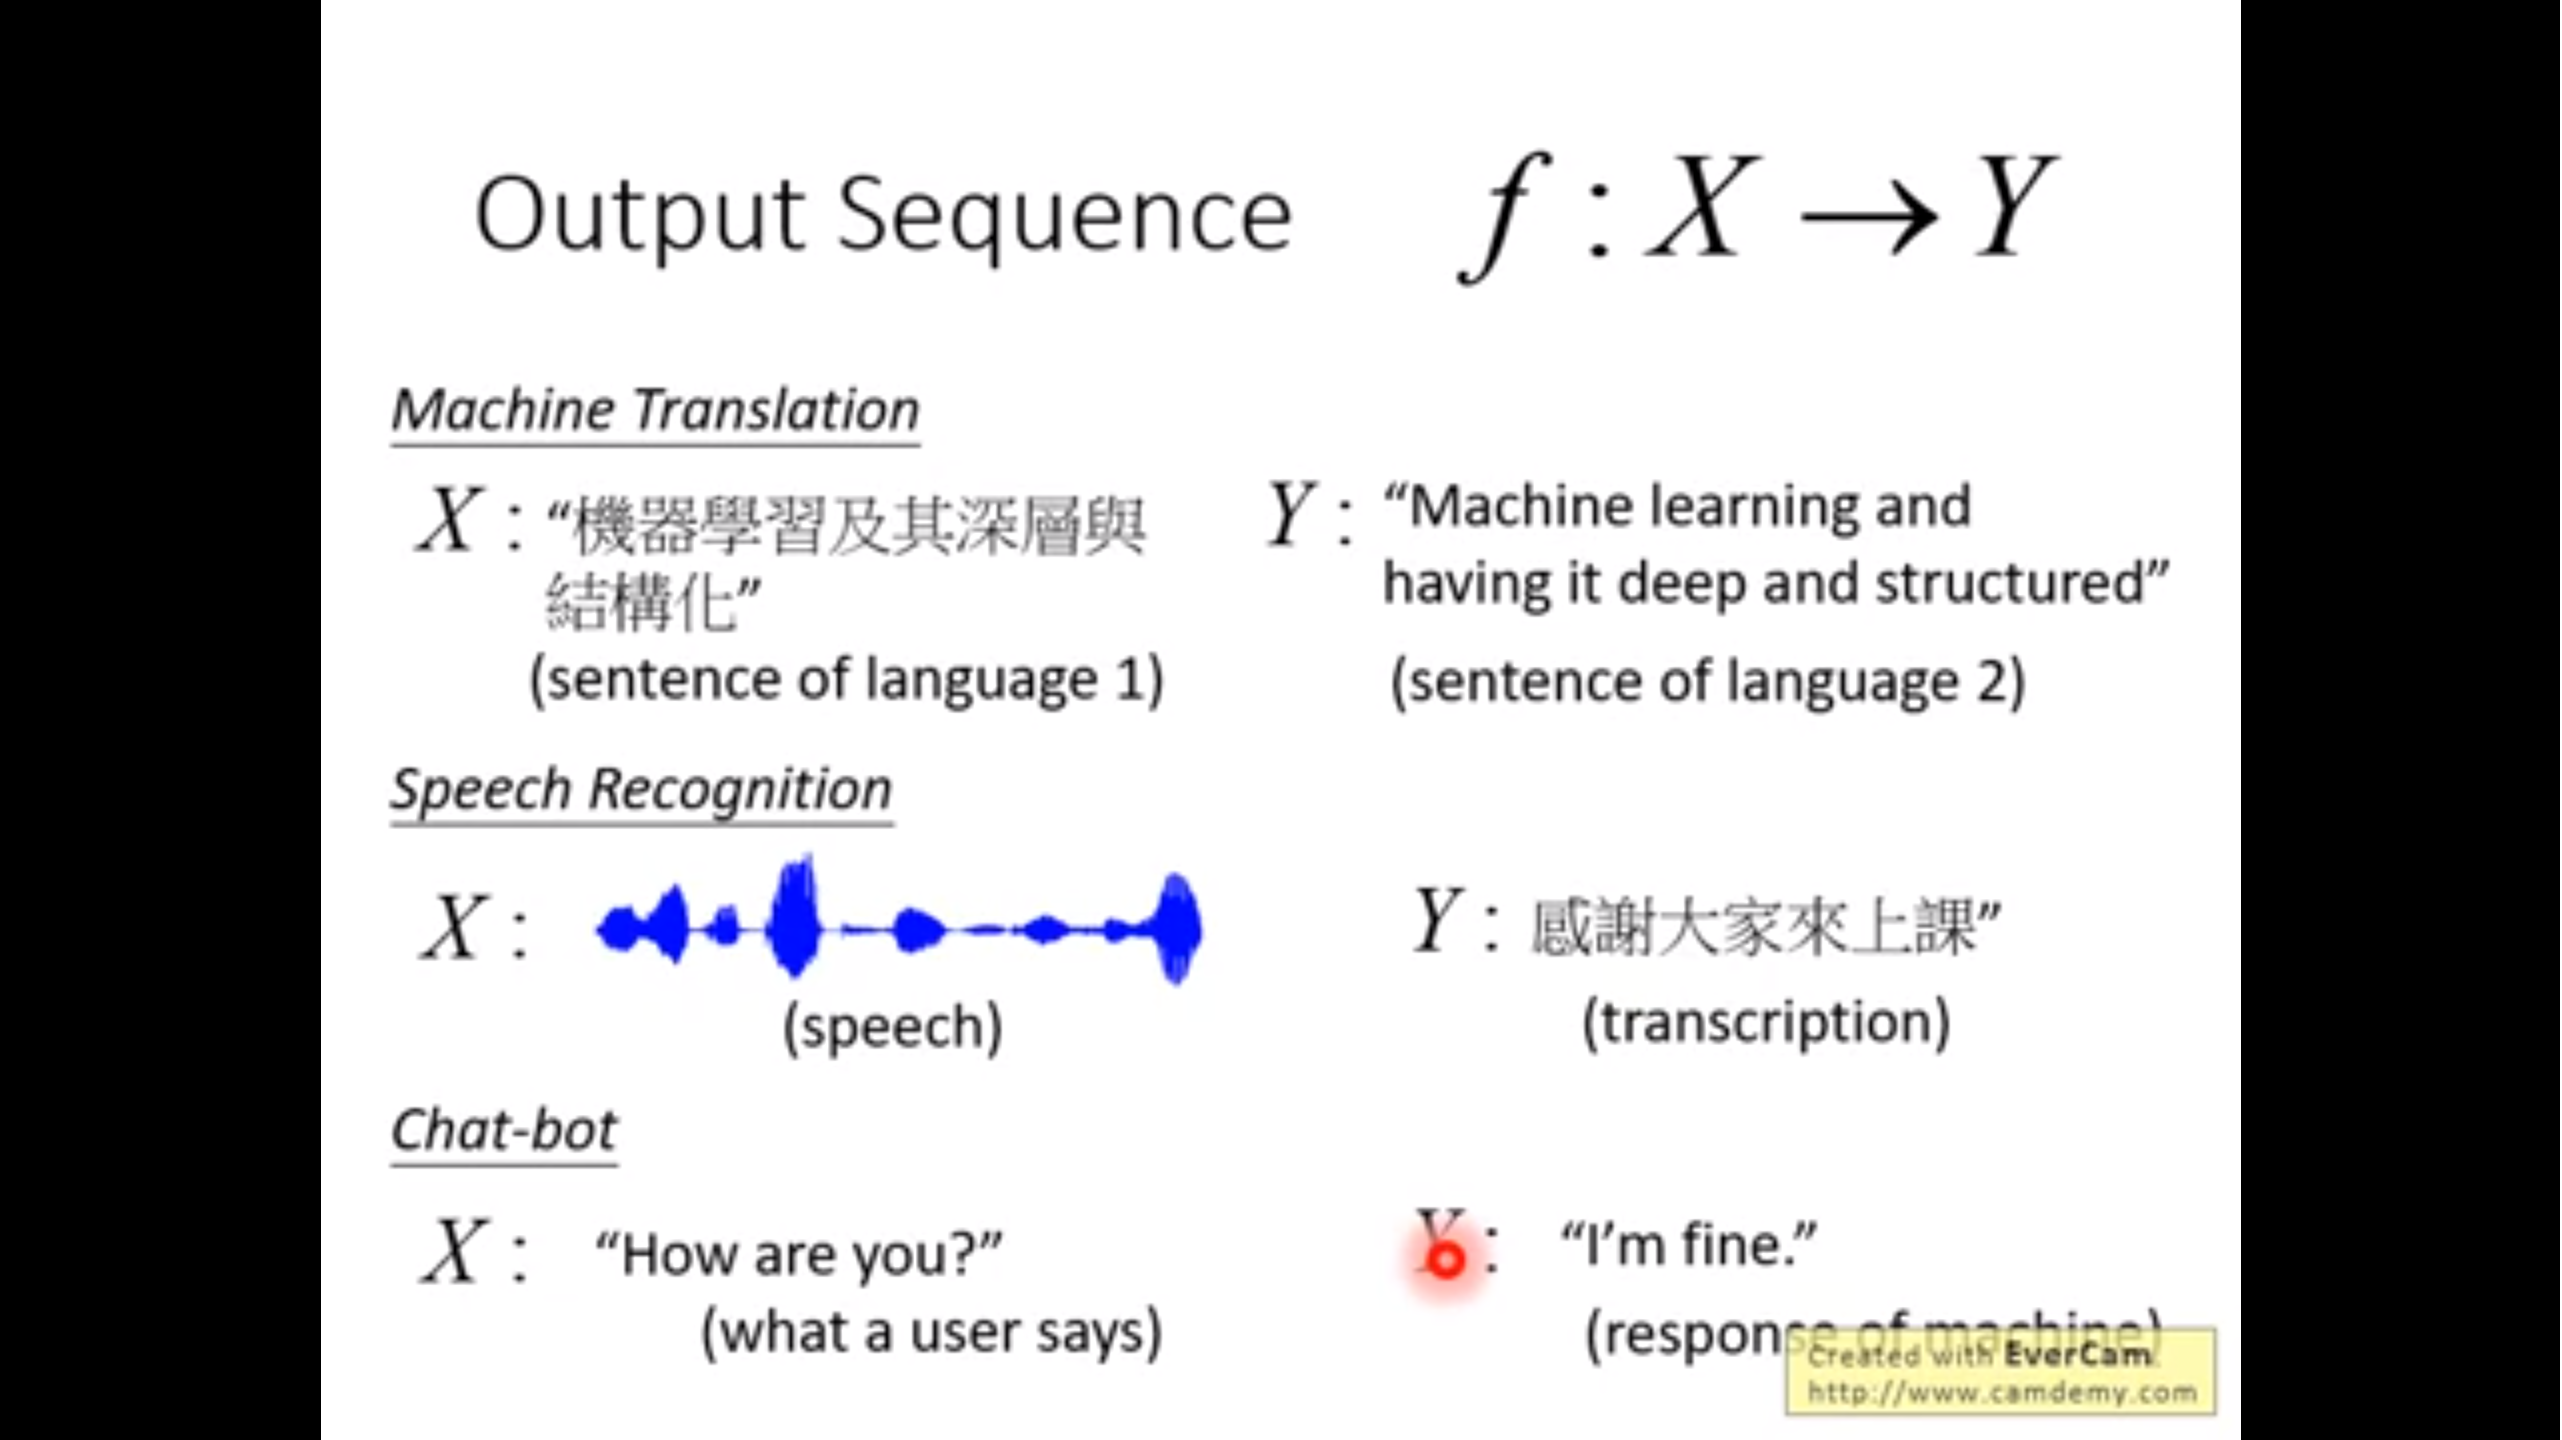 Output Sequence f : X → Y
Machine Translation
X : “機器學習及其深層與
結構化”
(sentence of language 1)
Y : “Machine learning and
having it deep and structured”
(sentence of language 2)
Speech Recognition
X :
(speech)
Y : 感謝大家來上課”
(transcription)
Chat-bot
X : “How are you?”
(what a user says)
Y : “I’m fine.”
(response of machine)
Created with EverCam.
http://www.camdemy.com